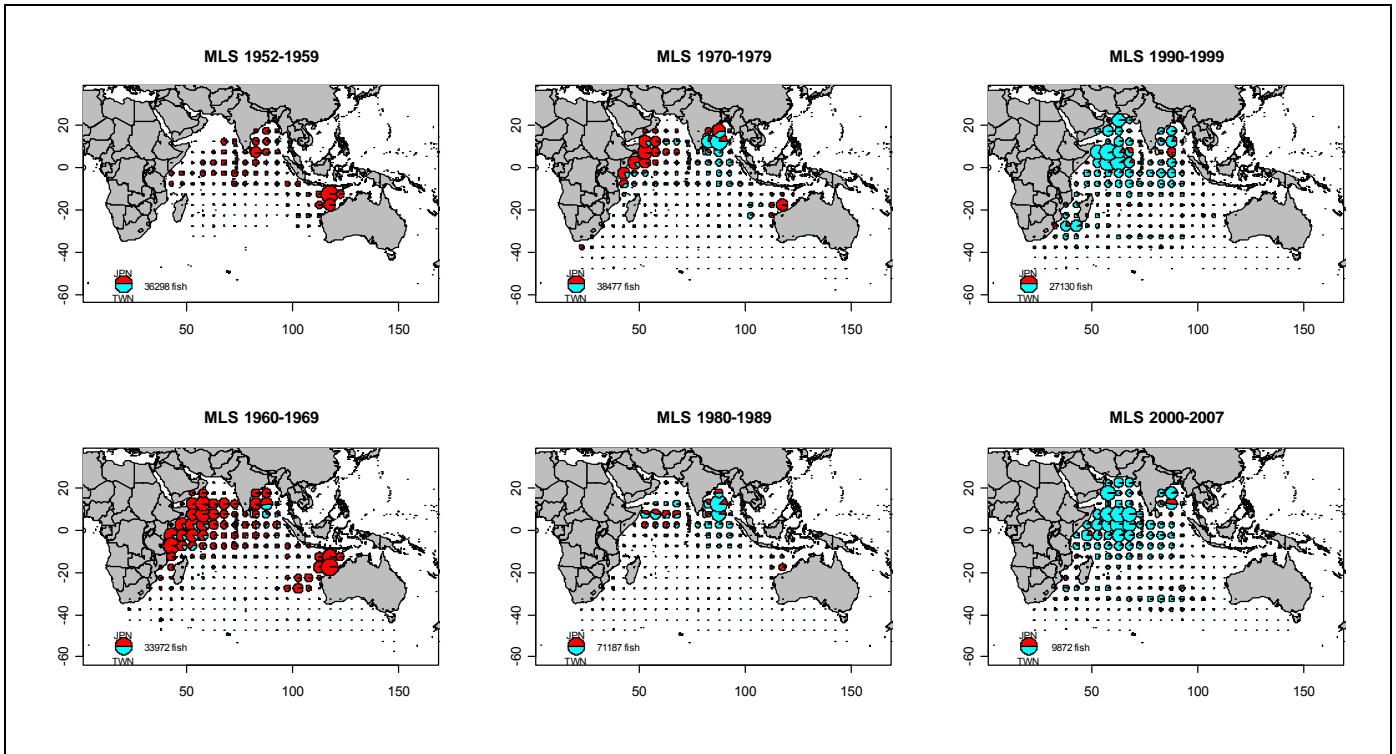 MLS 1952-1959
20
0
-20
-40
-60
JPN
36298 fish
TWN
50
100
150
MLS 1970-1979
20
0
-20
-40
-60
JPN
38477 fish
TWN
50
100
150
MLS 1990-1999
20
0
-20
-40
-60
JPN
27130 fish
TWN
50
100
150
MLS 1960-1969
20
0
-20
-40
-60
JPN
33972 fish
TWN
50
100
150
MLS 1980-1989
20
0
-20
-40
-60
JPN
71187 fish
TWN
50
100
150
MLS 2000-2007
20
0
-20
-40
-60
JPN
9872 fish
TWN
50
100
150